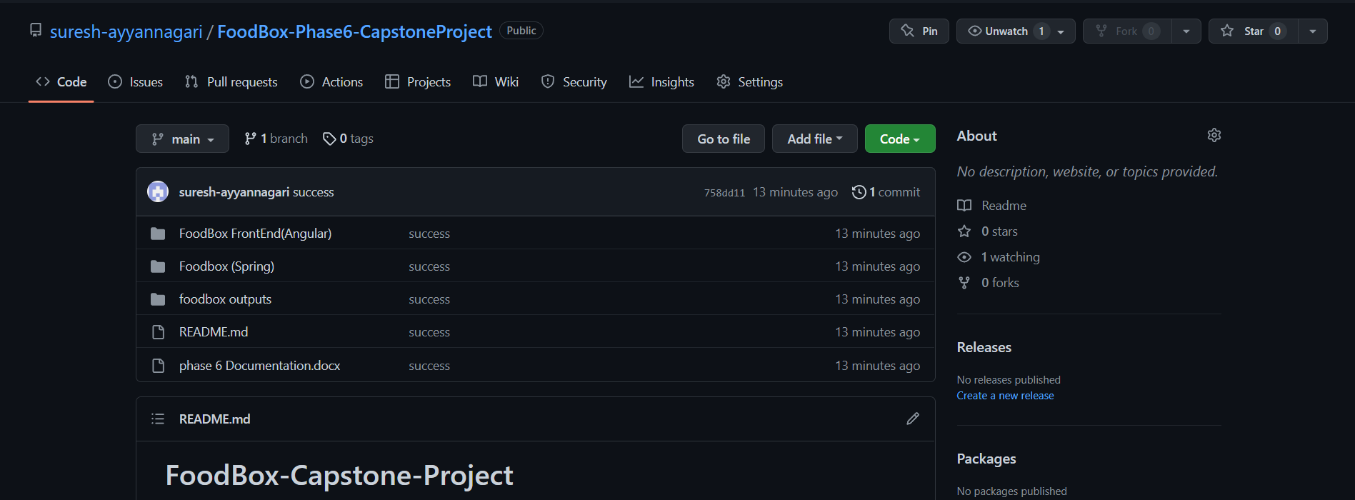 suresh-ayyannagari / FoodBox-Phase6-CapstoneProject Public
Pin Unwatch 1 Fork 0 Star 0
Code Issues Pull requests Actions Projects Wiki Security Insights Settings
main 1 branch 0 tags Go to file Add file Code
suresh-ayyannagari success 758dd11 13 minutes ago 1 commit
FoodBox FrontEnd(Angular) success 13 minutes ago
Foodbox (Spring) success 13 minutes ago
foodbox outputs success 13 minutes ago
README.md success 13 minutes ago
phase 6 Documentation.docx success 13 minutes ago
README.md
FoodBox-Capstone-Project
About
No description, website, or topics provided.
Readme
0 stars
1 watching
0 forks
Releases
No releases published
Create a new release
Packages
No packages published